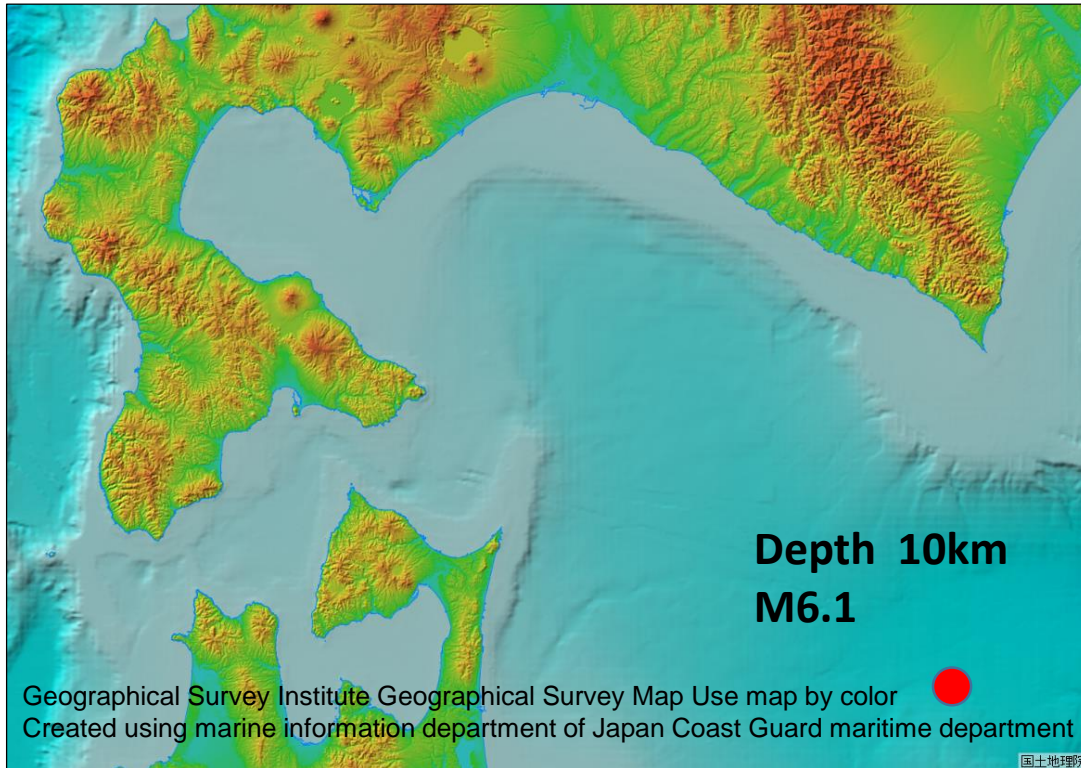 Depth 10km
M6.1
Geographical Survey Institute Geographical Survey Map Use map by color
Created using marine information department of Japan Coast Guard maritime department
国土地理院